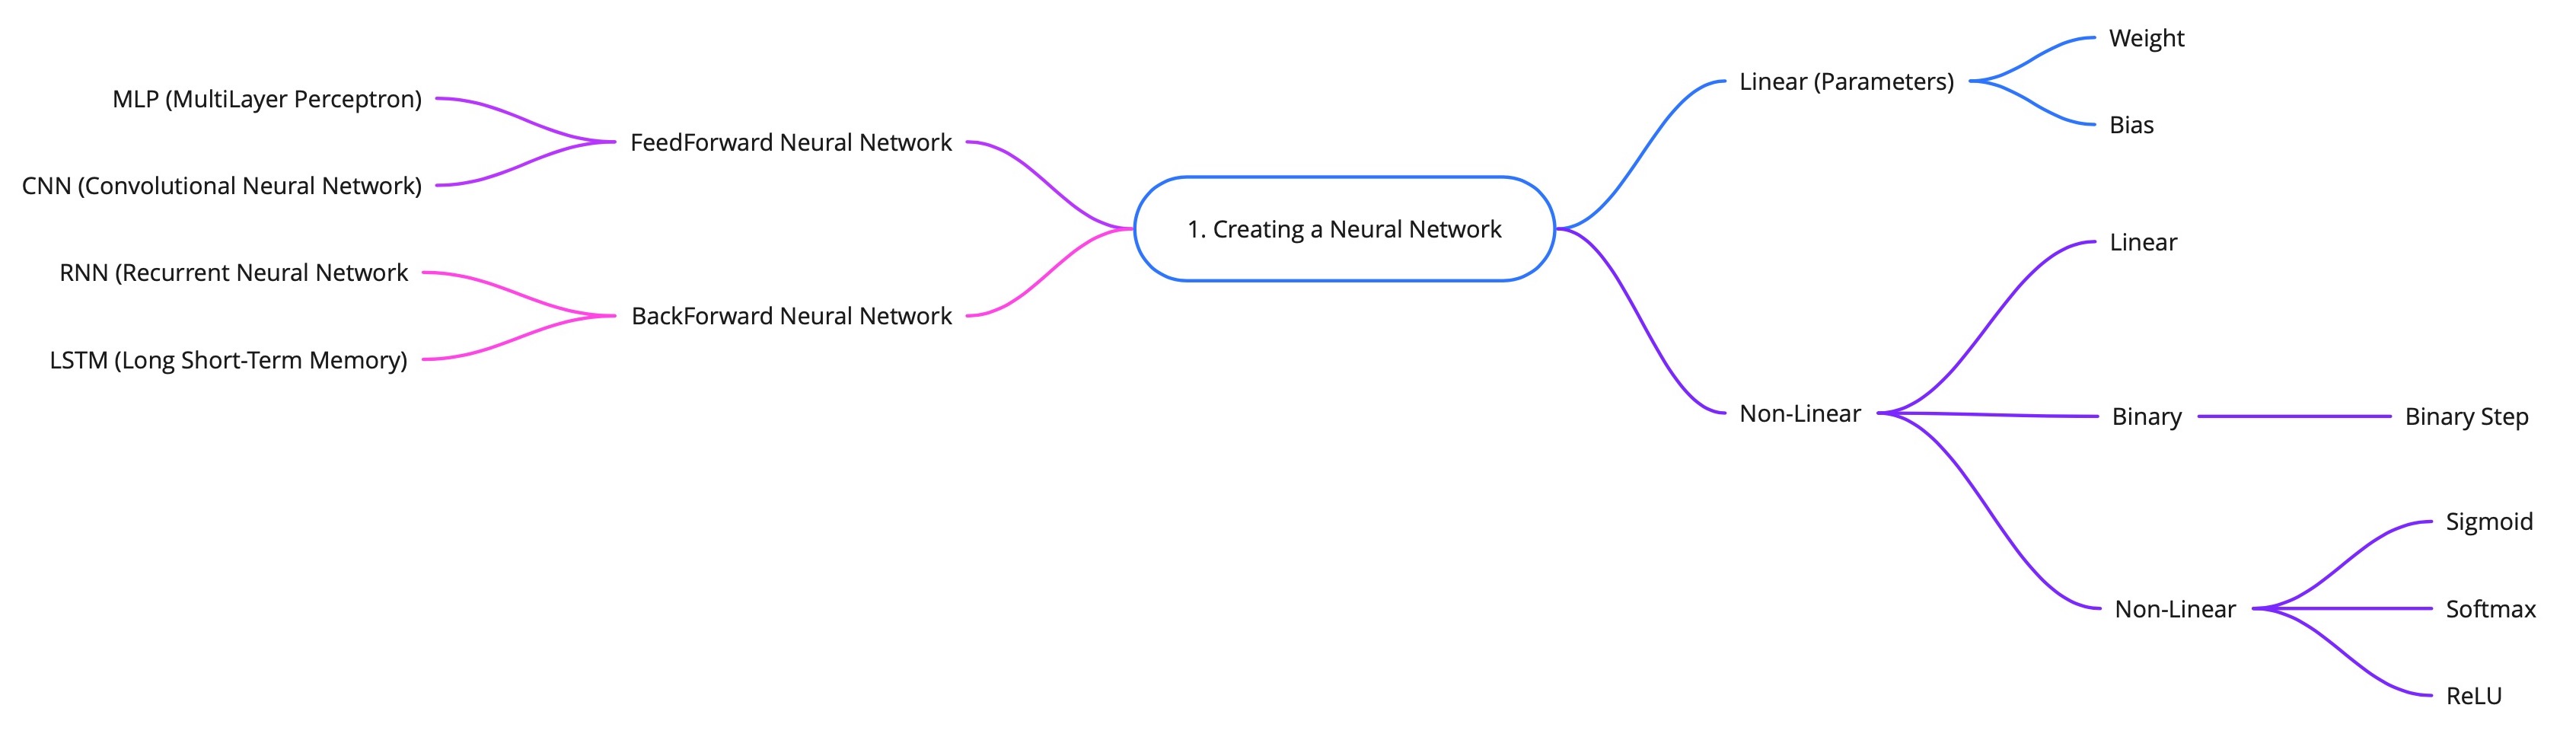 1. Creating a Neural Network
FeedForward Neural Network
MLP (MultiLayer Perceptron)
CNN (Convolutional Neural Network)
BackForward Neural Network
RNN (Recurrent Neural Network
LSTM (Long Short-Term Memory)
Linear (Parameters)
Weight
Bias
Non-Linear
Linear
Binary
Binary Step
Non-Linear
Sigmoid
Softmax
ReLU